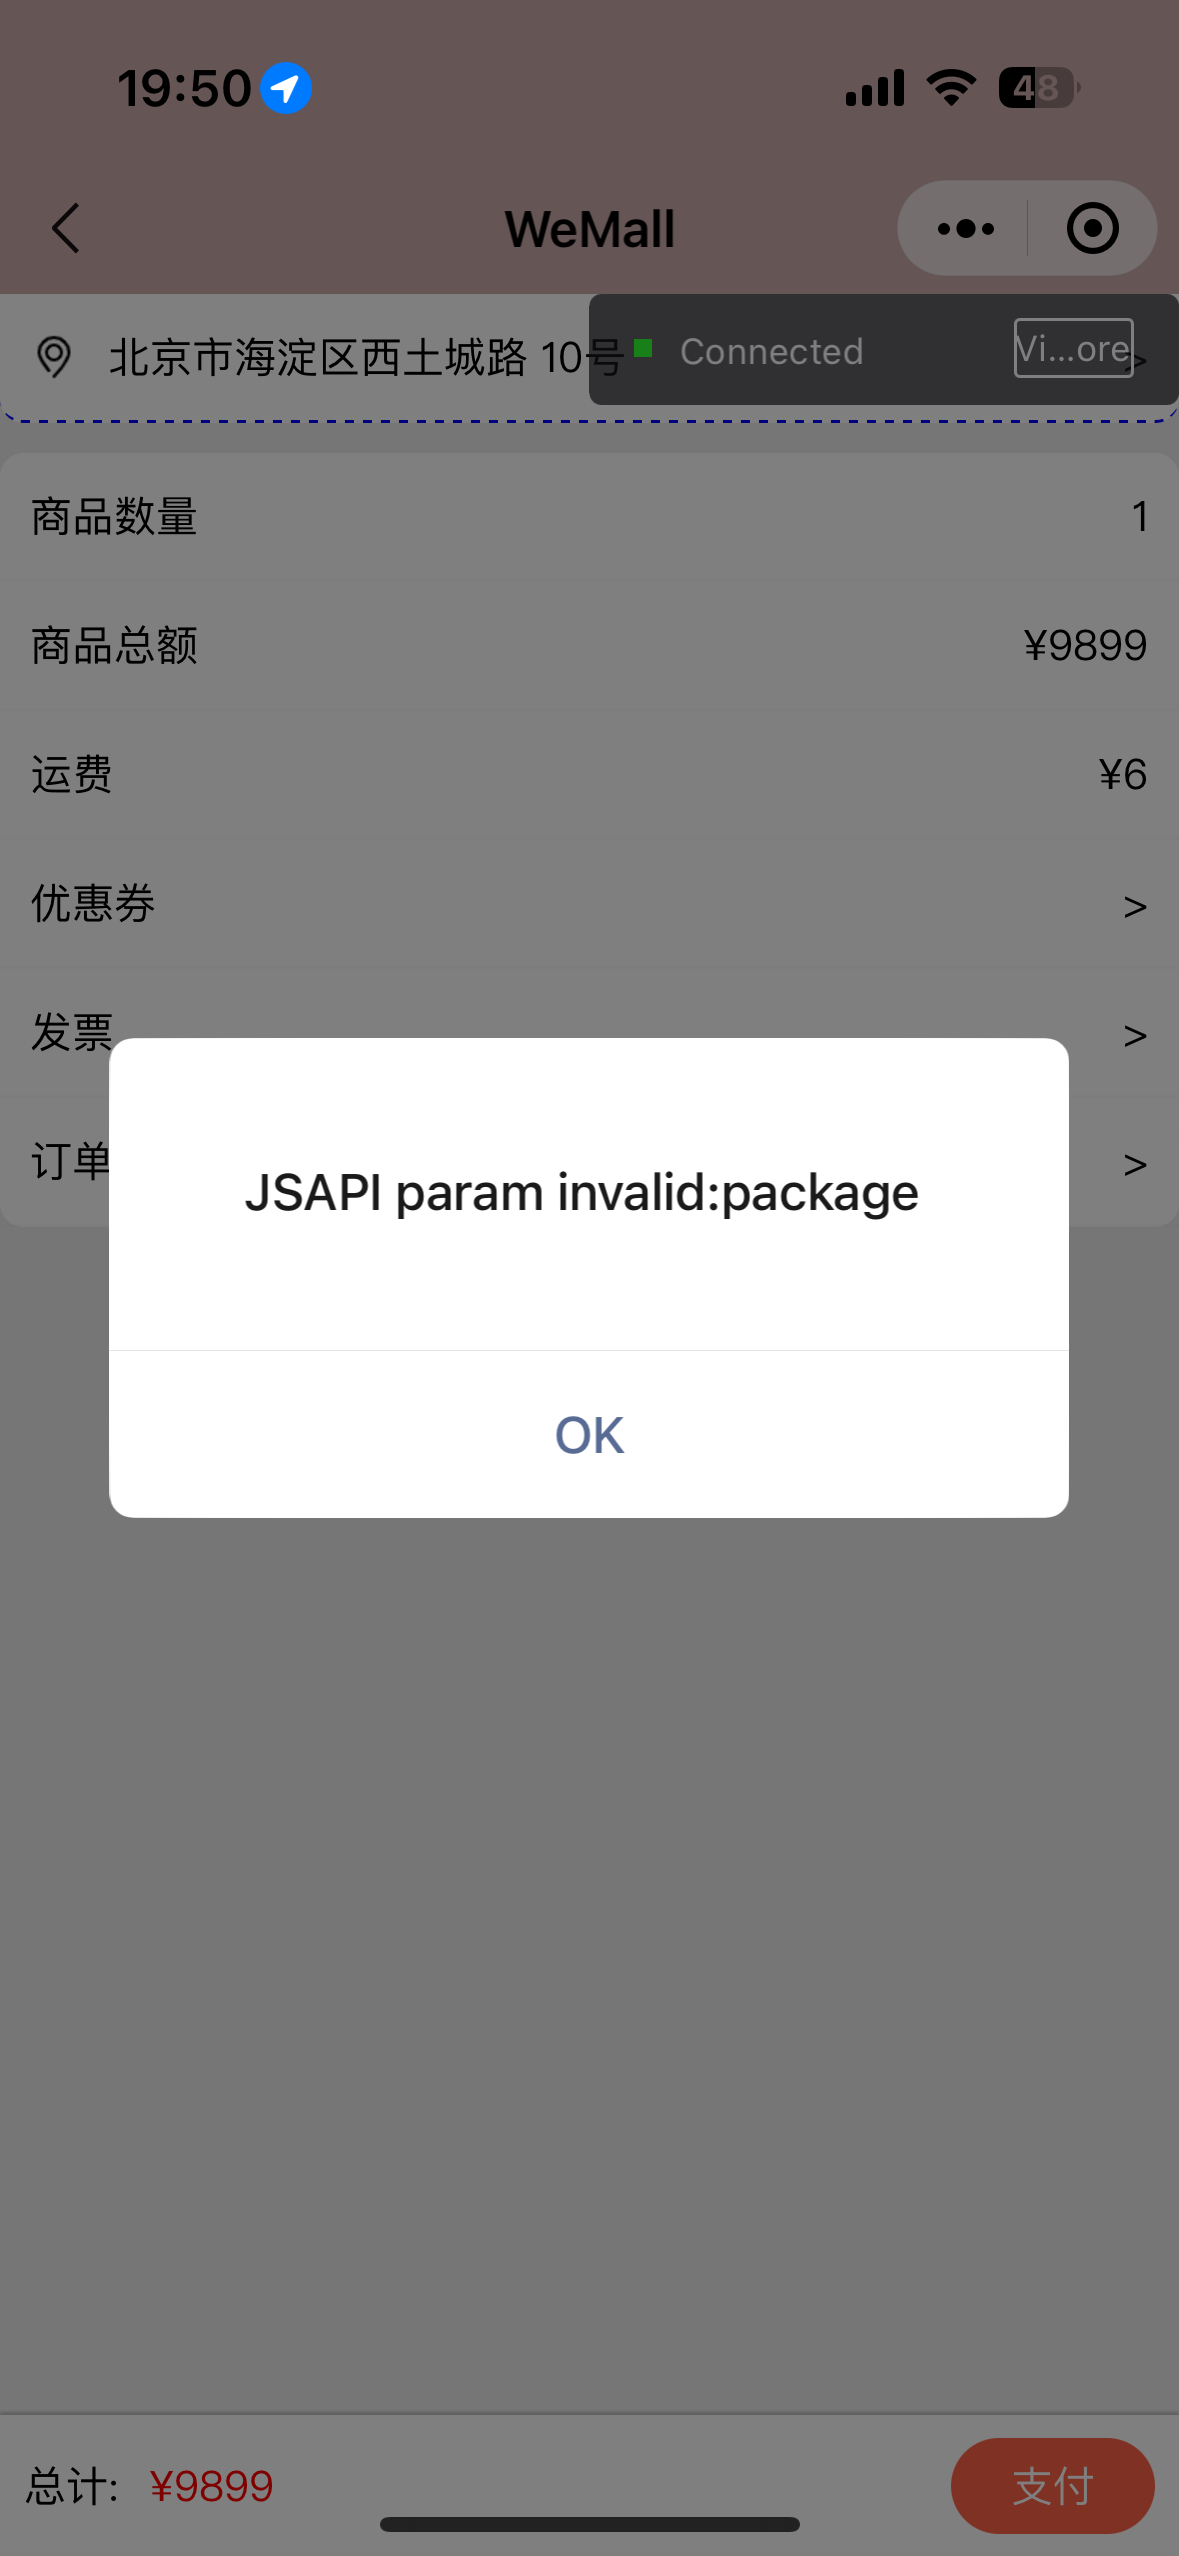 19:50
48
WeMall
北京市海淀区西土城路 10号
Connected
Vi...ore
>
商品数量
1
商品总额
¥9899
运费
¥6
优惠券
>
发票
>
订单
>
JSAPI param invalid:package
OK
总计: ¥9899
支付